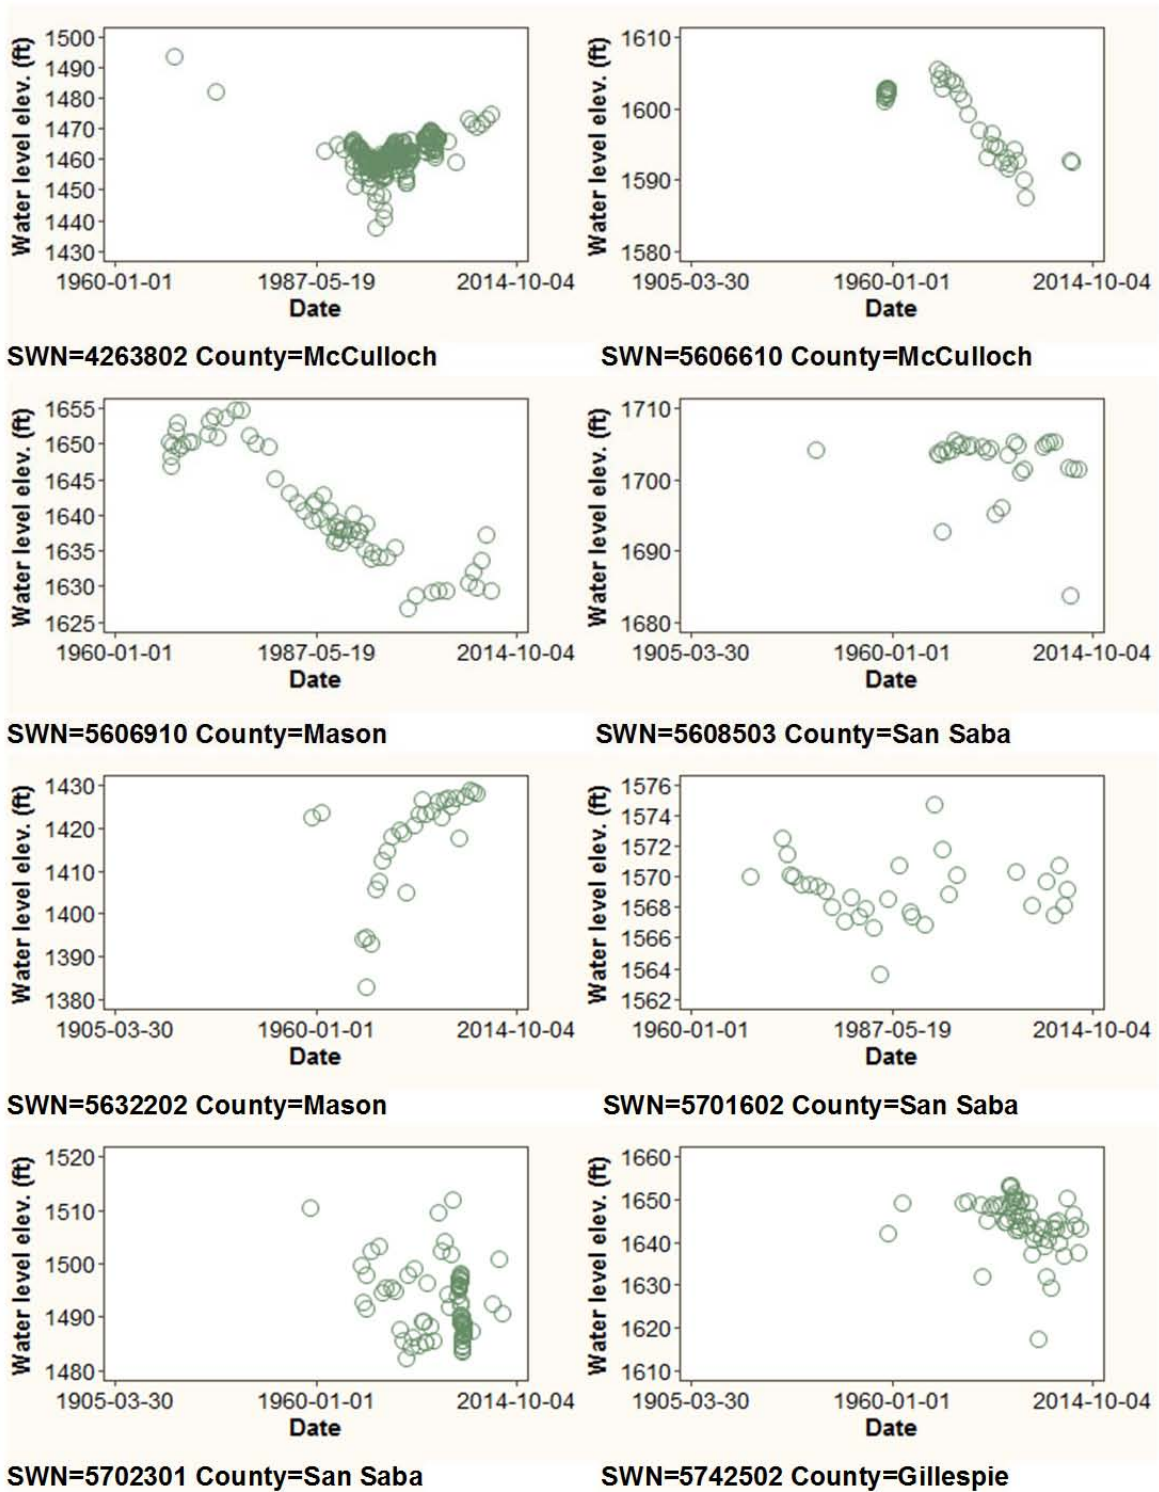 Water level elev. (ft)
1500
1490
1480
1470
1460
1450
1440
1430
1960-01-01 1987-05-19 2014-10-04
Date
SWN=4263802 County=McCulloch
Water level elev. (ft)
1610
1600
1590
1580
1905-03-30 1960-01-01 2014-10-04
Date
SWN=5606610 County=McCulloch
Water level elev. (ft)
1655
1650
1645
1640
1635
1630
1625
1960-01-01 1987-05-19 2014-10-04
Date
SWN=5606910 County=Mason
Water level elev. (ft)
1710
1700
1690
1680
1905-03-30 1960-01-01 2014-10-04
Date
SWN=5608503 County=San Saba
Water level elev. (ft)
1430
1420
1410
1400
1390
1380
1905-03-30 1960-01-01 2014-10-04
Date
SWN=5632202 County=Mason
Water level elev. (ft)
1576
1574
1572
1570
1568
1566
1564
1562
1960-01-01 1987-05-19 2014-10-04
Date
SWN=5701602 County=San Saba
Water level elev. (ft)
1520
1510
1500
1490
1480
1905-03-30 1960-01-01 2014-10-04
Date
SWN=5702301 County=San Saba
Water level elev. (ft)
1660
1650
1640
1630
1620
1610
1905-03-30 1960-01-01 2014-10-04
Date
SWN=5742502 County=Gillespie